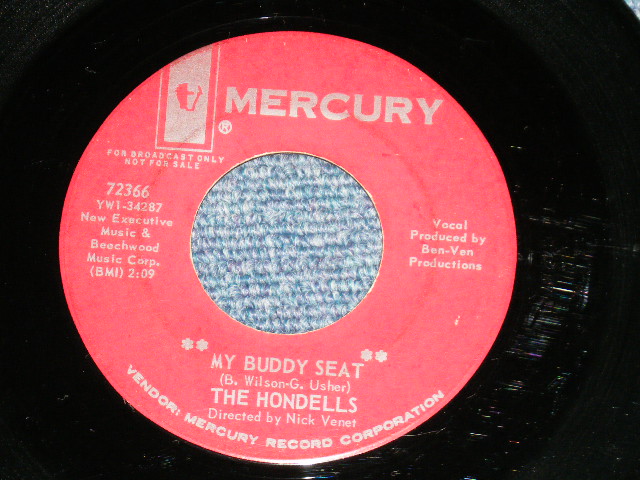 MERCURY
®
FOR BROADCAST ONLY
NOT FOR SALE
72366
YW1-34287
New Executive
Music &
Beechwood
Music Corp.
(BMI) 2:09
Vocal
Produced by
Ben-Ven
Productions
** MY BUDDY SEAT **
(B. Wilson-G. Usher)
THE HONDELLS
Directed by Nick Venet
VENDOR: MERCURY RECORD CORPORATION